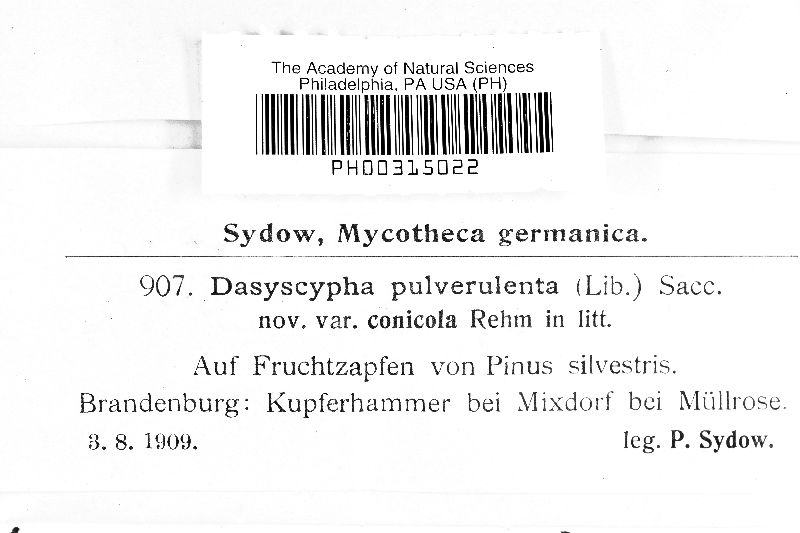 The Academy of Natural Sciences
Philadelphia, PA USA (PH)
PH00315022
Sydow, Mycotheca germanica.
907. Dasyscypha pulverulenta (Lib.) Sacc.
nov. var. conicola Rehm in litt.
Auf Fruchtzapfen von Pinus silvestris.
Brandenburg: Kupferhammer bei Mixdorf bei Müllrose.
3. 8. 1909. leg. P. Sydow.